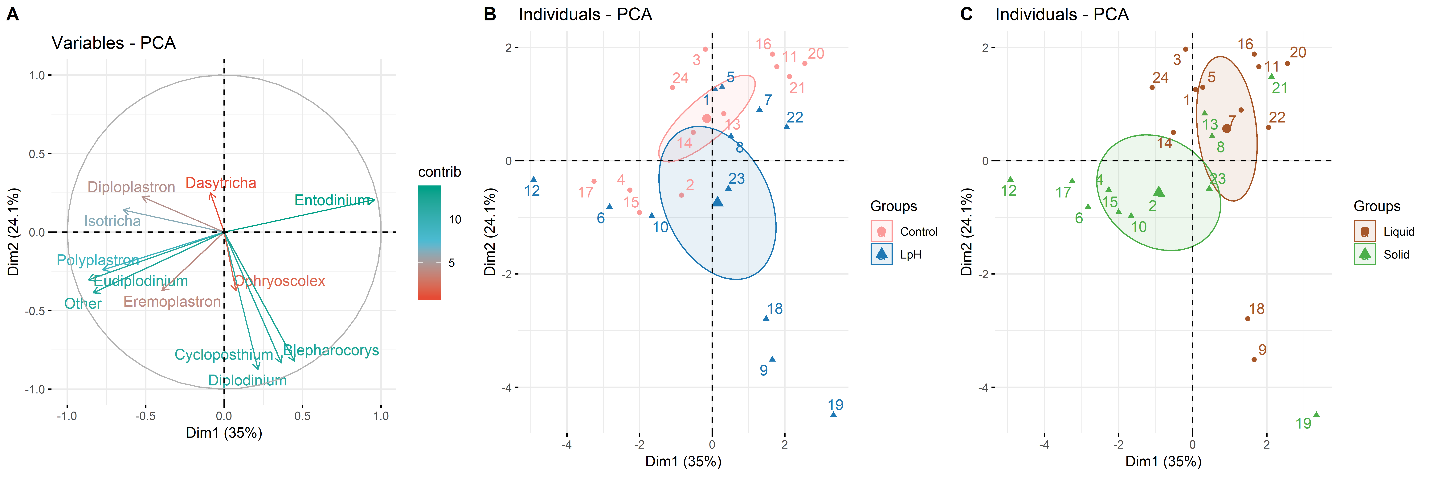 A
Variables - PCA
1.0
0.5
0.0
-0.5
-1.0
Dim2 (24.1%)
Diploplastron
Dasytricha
Entodinium
Isotricha
Polyplastron
Eudiplodinium
Ophryoscolex
Other
Eremoplastron
Cycloposthium
Blepharocorys
Diplodinium
-1.0 -0.5 0.0 0.5 1.0
Dim1 (35%)
contrib
10
5
B
Individuals - PCA
2
0
-2
-4
Dim2 (24.1%)
3
16
11
20
24
5
21
1
7
13
22
14
8
12
17
4
2
23
15
6
10
18
9
19
-4 -2 0 2
Dim1 (35%)
Groups
Control
LpH
C
Individuals - PCA
2
0
-2
-4
Dim2 (24.1%)
3
16
11
20
24
5
21
1
7
13
22
14
8
12
17
4
23
15
2
6
10
18
9
19
-4 -2 0 2
Dim1 (35%)
Groups
Liquid
Solid